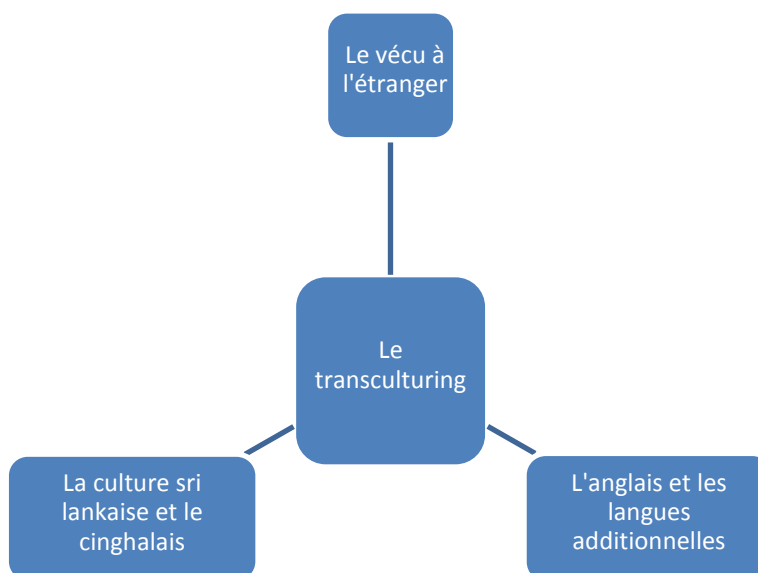 Le vécu à
l'étranger
Le
transculturing
La culture sri
lankaise et le
cinghalais
L'anglais et les
langues
additionnelles